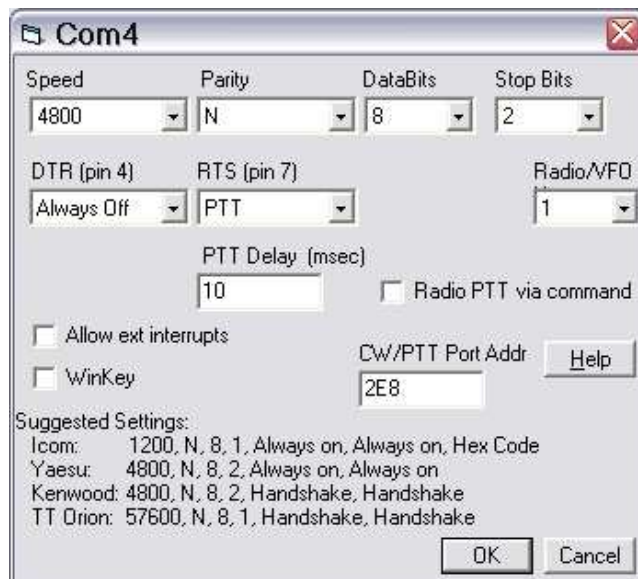 Com4
Speed Parity DataBits Stop Bits
4800 N 8 2
DTR (pin 4) RTS (pin 7) Radio/VFO
Always Off PTT 1
PTT Delay (msec)
10 Radio PTT via command
Allow ext interrupts
CW/PTT Port Addr Help
WinKey
2E8
Suggested Settings:
Icom: 1200, N, 8, 1, Always on, Always on, Hex Code
Yaesu: 4800, N, 8, 2, Always on, Always on
Kenwood: 4800, N, 8, 2, Handshake, Handshake
TT Orion: 57600, N, 8, 1, Handshake, Handshake
OK Cancel